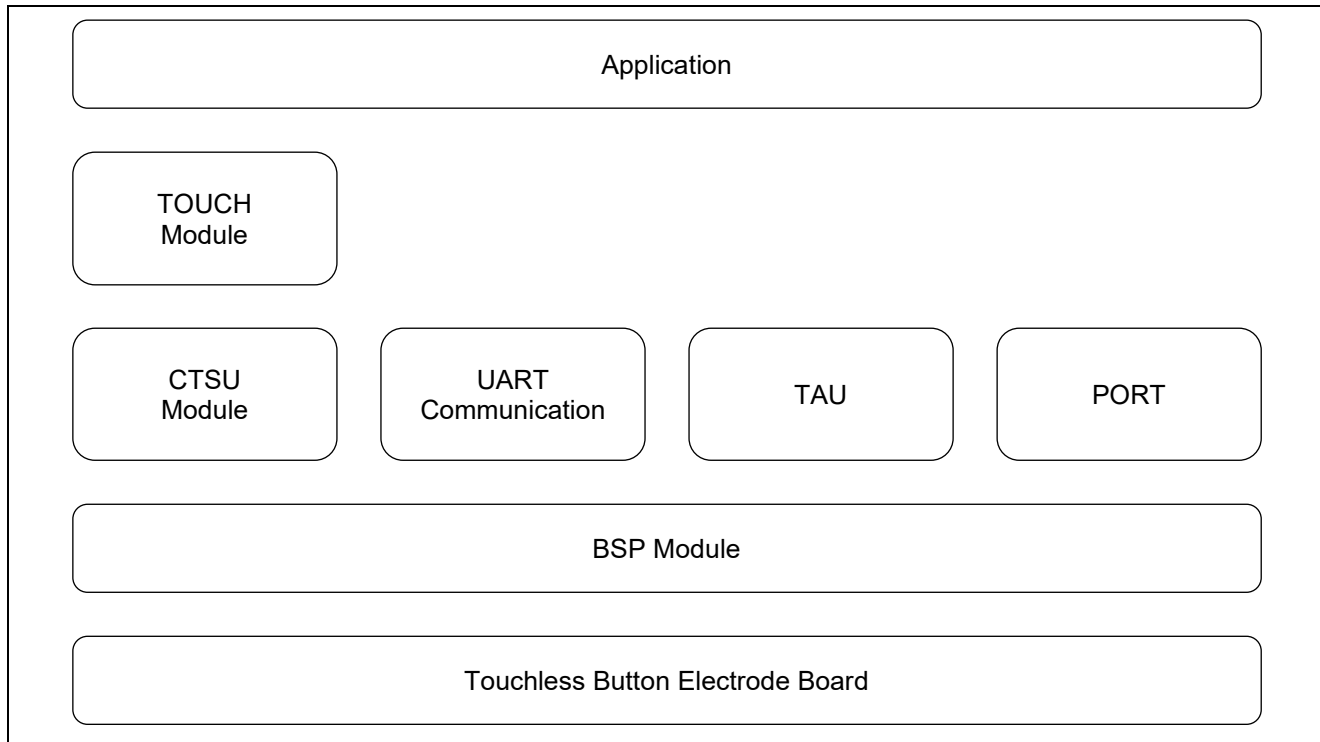 Application
TOUCH
Module
CTSU
Module
UART
Communication
TAU
PORT
BSP Module
Touchless Button Electrode Board